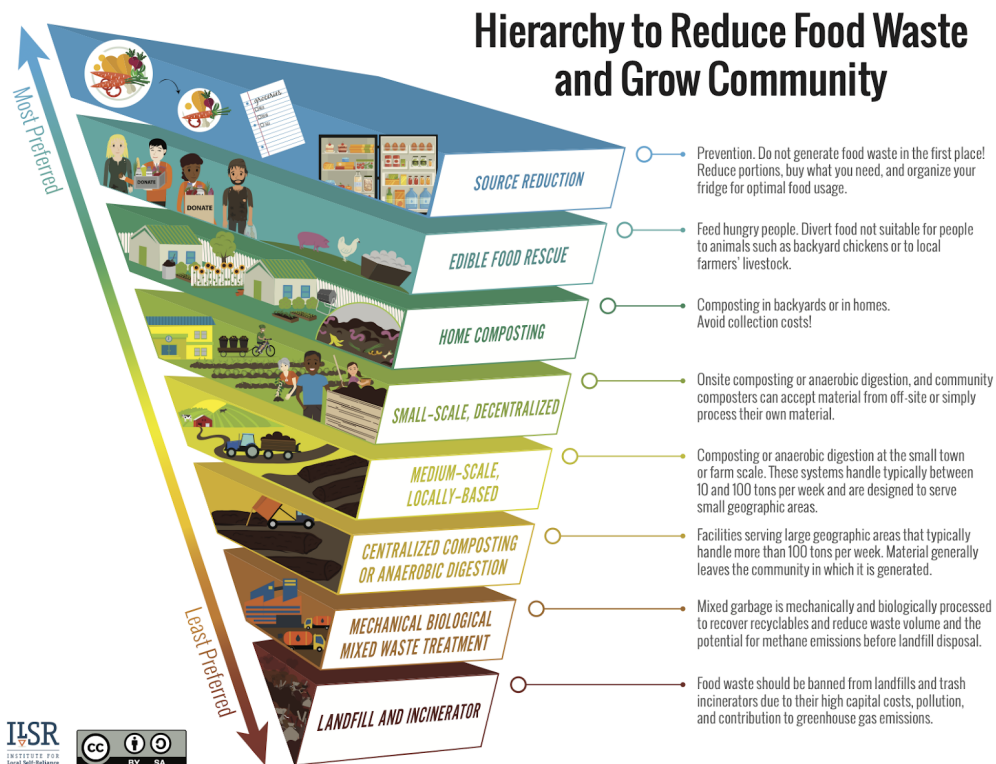 Hierarchy to Reduce Food Waste
and Grow Community
Most Preferred
groceries
DONATE
DONATE
SOURCE REDUCTION
Prevention. Do not generate food waste in the first place!
Reduce portions, buy what you need, and organize your
fridge for optimal food usage.
EDIBLE FOOD RESCUE
Feed hungry people. Divert food not suitable for people
to animals such as backyard chickens or to local
farmers' livestock.
HOME COMPOSTING
Composting in backyards or in homes.
Avoid collection costs!
SMALL-SCALE, DECENTRALIZED
Onsite composting or anaerobic digestion, and community
composters can accept material from off-site or simply
process their own material.
MEDIUM-SCALE,
LOCALLY-BASED
Composting or anaerobic digestion at the small town
or farm scale. These systems handle typically between
10 and 100 tons per week and are designed to serve
small geographic areas.
CENTRALIZED COMPOSTING
OR ANAEROBIC DIGESTION
Facilities serving large geographic areas that typically
handle more than 100 tons per week. Material generally
leaves the community in which it is generated.
MECHANICAL BIOLOGICAL
MIXED WASTE TREATMENT
Mixed garbage is mechanically and biologically processed
to recover recyclables and reduce waste volume and the
potential for methane emissions before landfill disposal.
Least Preferred
LANDFILL AND INCINERATOR
Food waste should be banned from landfills and trash
incinerators due to their high capital costs, pollution,
and contribution to greenhouse gas emissions.
ILSR
INSTITUTE FOR
Local Self-Reliance
cc
BY SA